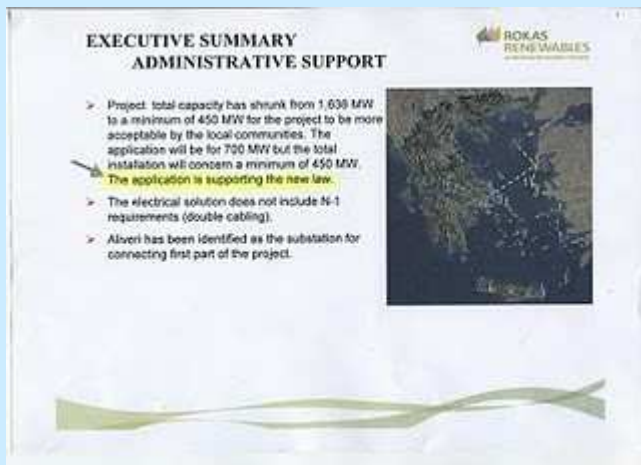 EXECUTIVE SUMMARY
ADMINISTRATIVE SUPPORT
ROKAS
RENEWABLES
➤ Project total capacity has shrunk from 1,636 MW
to a minimum of 450 MW for the project to be more
acceptable by the local communities. The
application will be for 700 MW but the total
installation will concern a minimum of 450 MW.
The application is supporting the new law.
➤ The electrical solution does not include N-1
requirements (double cabling).
➤ Aliveri has been identified as the substation for
connecting first part of the project.